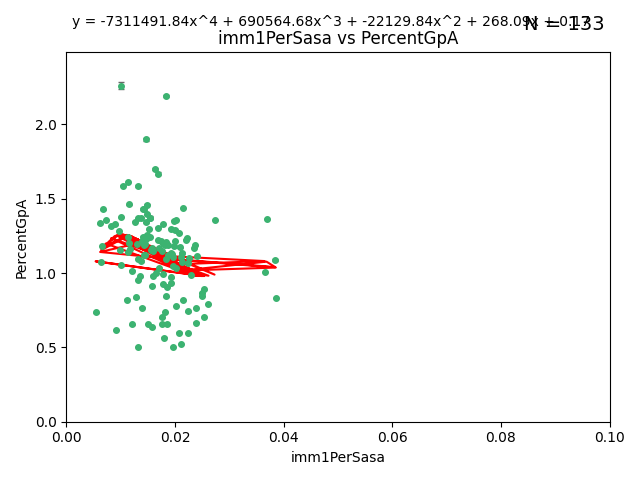 y = -7311491.84x^4 + 690564.68x^3 + -22129.84x^2 + 268.09x + 0.17
N = 133
imm1PerSasa vs PercentGpA
PercentGpA
2.0
1.5
1.0
0.5
0.0
0.00 0.02 0.04 0.06 0.08 0.10
imm1PerSasa